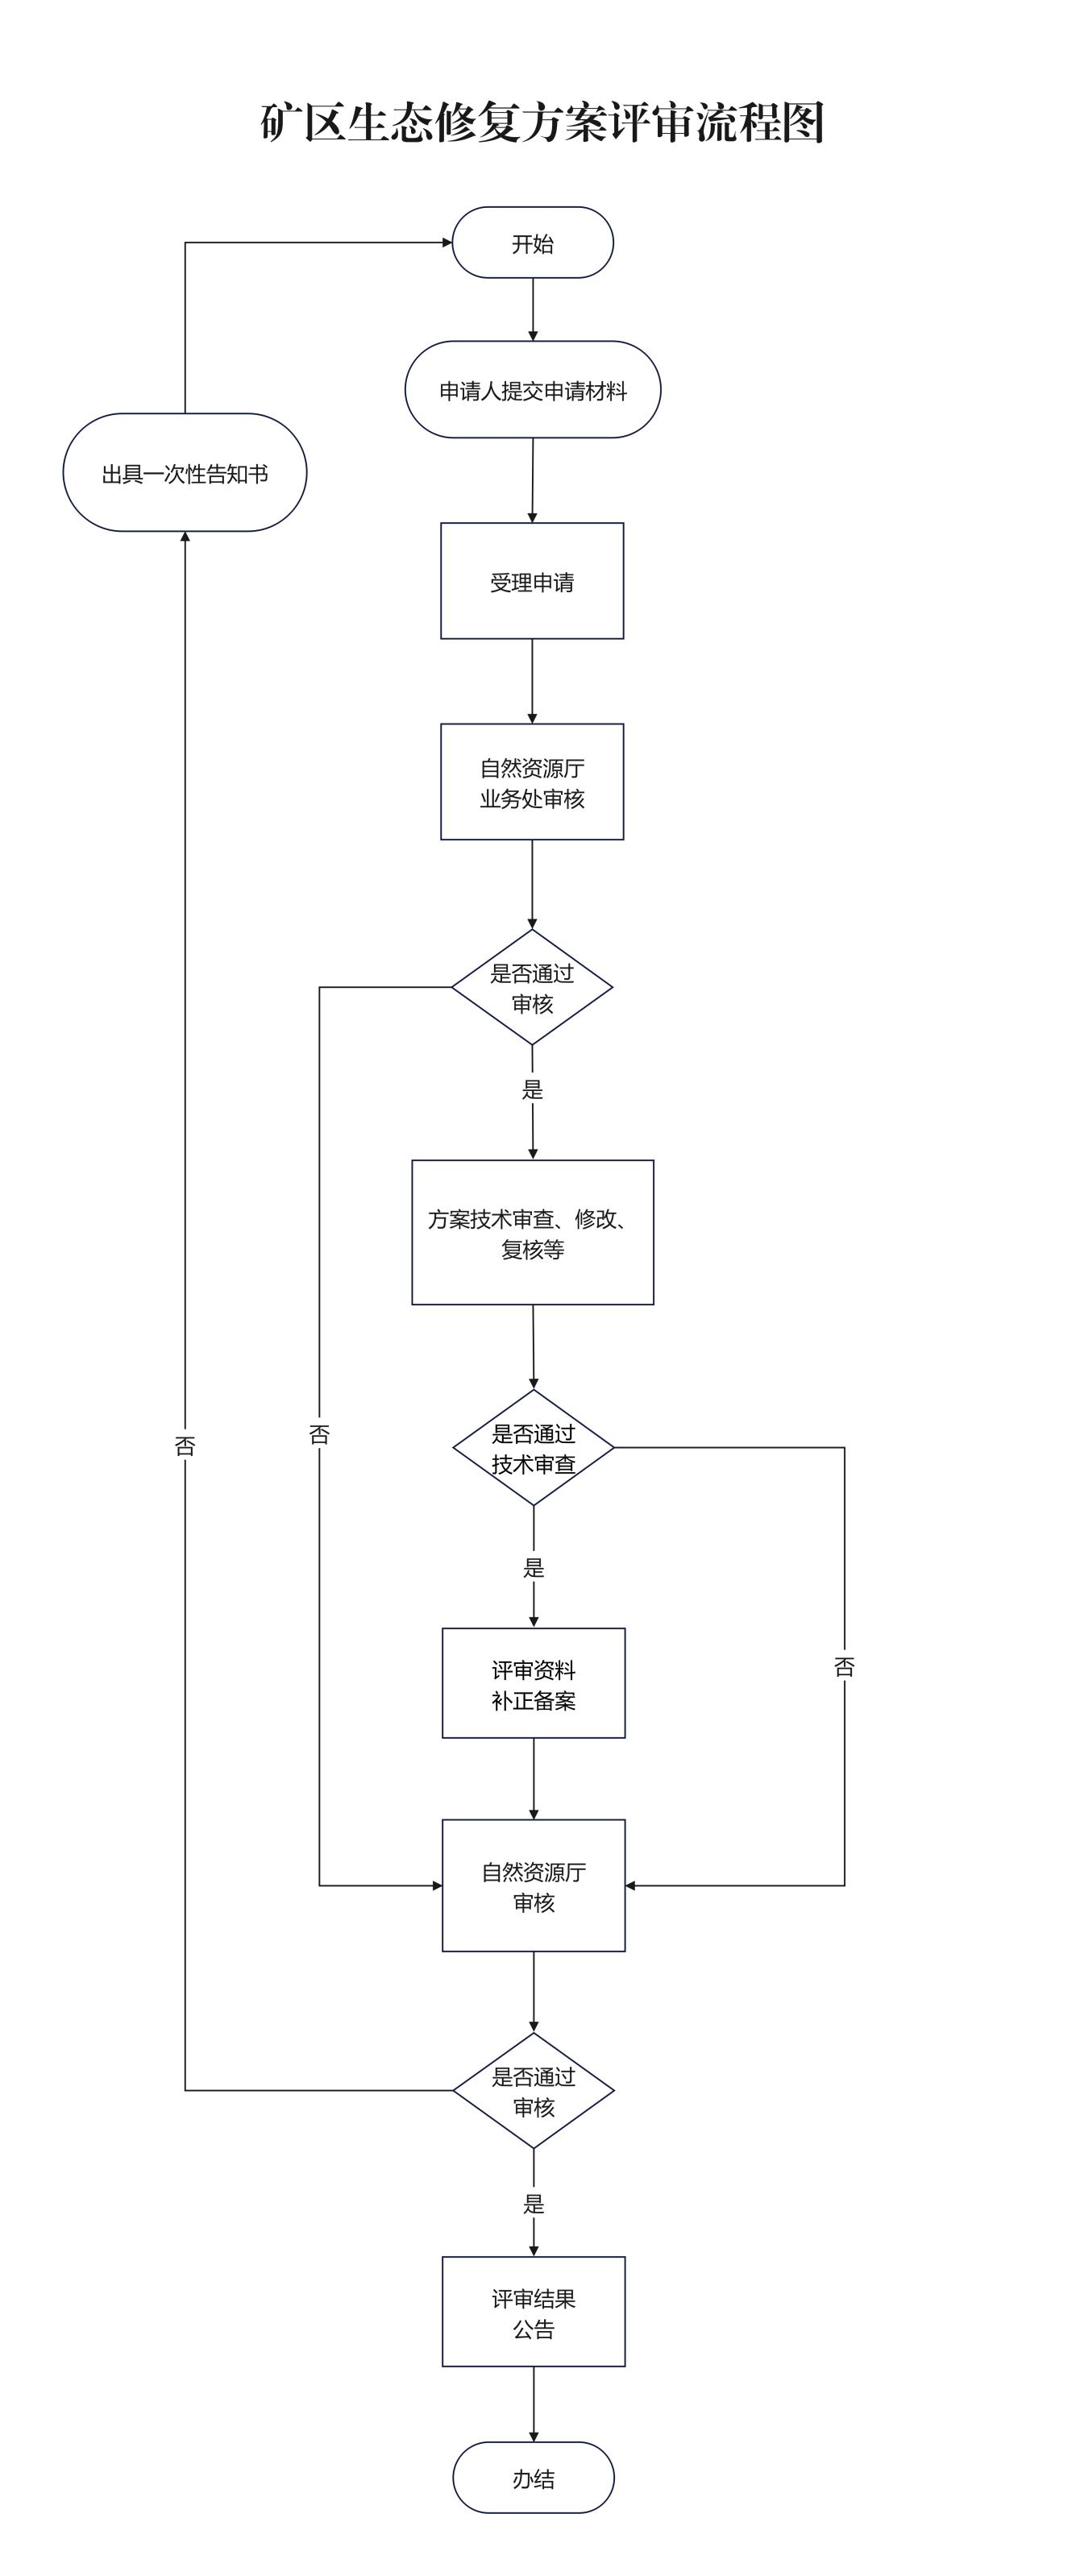 矿区生态修复方案评审流程图
开始
申请人提交申请材料
出具一次性告知书
受理申请
自然资源厅
业务处审核
是否通过
审核
是
方案技术审查、修改、
复核等
是否通过
技术审查
否
否
是
否
评审资料
补正备案
自然资源厅
审核
是否通过
审核
是
评审结果
公告
办结